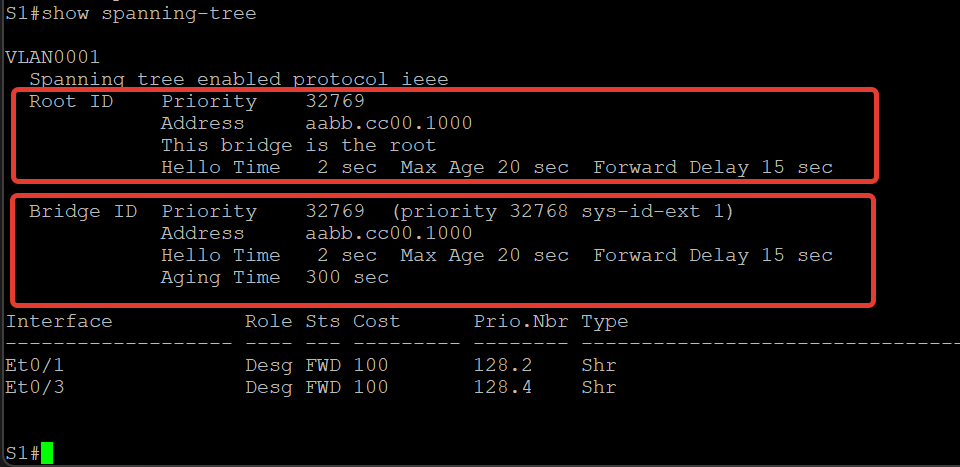 S1#show spanning-tree
VLAN0001
  Spanning tree enabled protocol ieee
  Root ID    Priority    32769
             Address     aabb.cc00.1000
             This bridge is the root
             Hello Time   2 sec  Max Age 20 sec  Forward Delay 15 sec
  Bridge ID  Priority    32769  (priority 32768 sys-id-ext 1)
             Address     aabb.cc00.1000
             Hello Time   2 sec  Max Age 20 sec  Forward Delay 15 sec
             Aging Time  300 sec
Interface           Role Sts Cost      Prio.Nbr Type
------------------- ---- --- --------- -------- --------------------------------
Et0/1               Desg FWD 100       128.2    Shr
Et0/3               Desg FWD 100       128.4    Shr
S1#